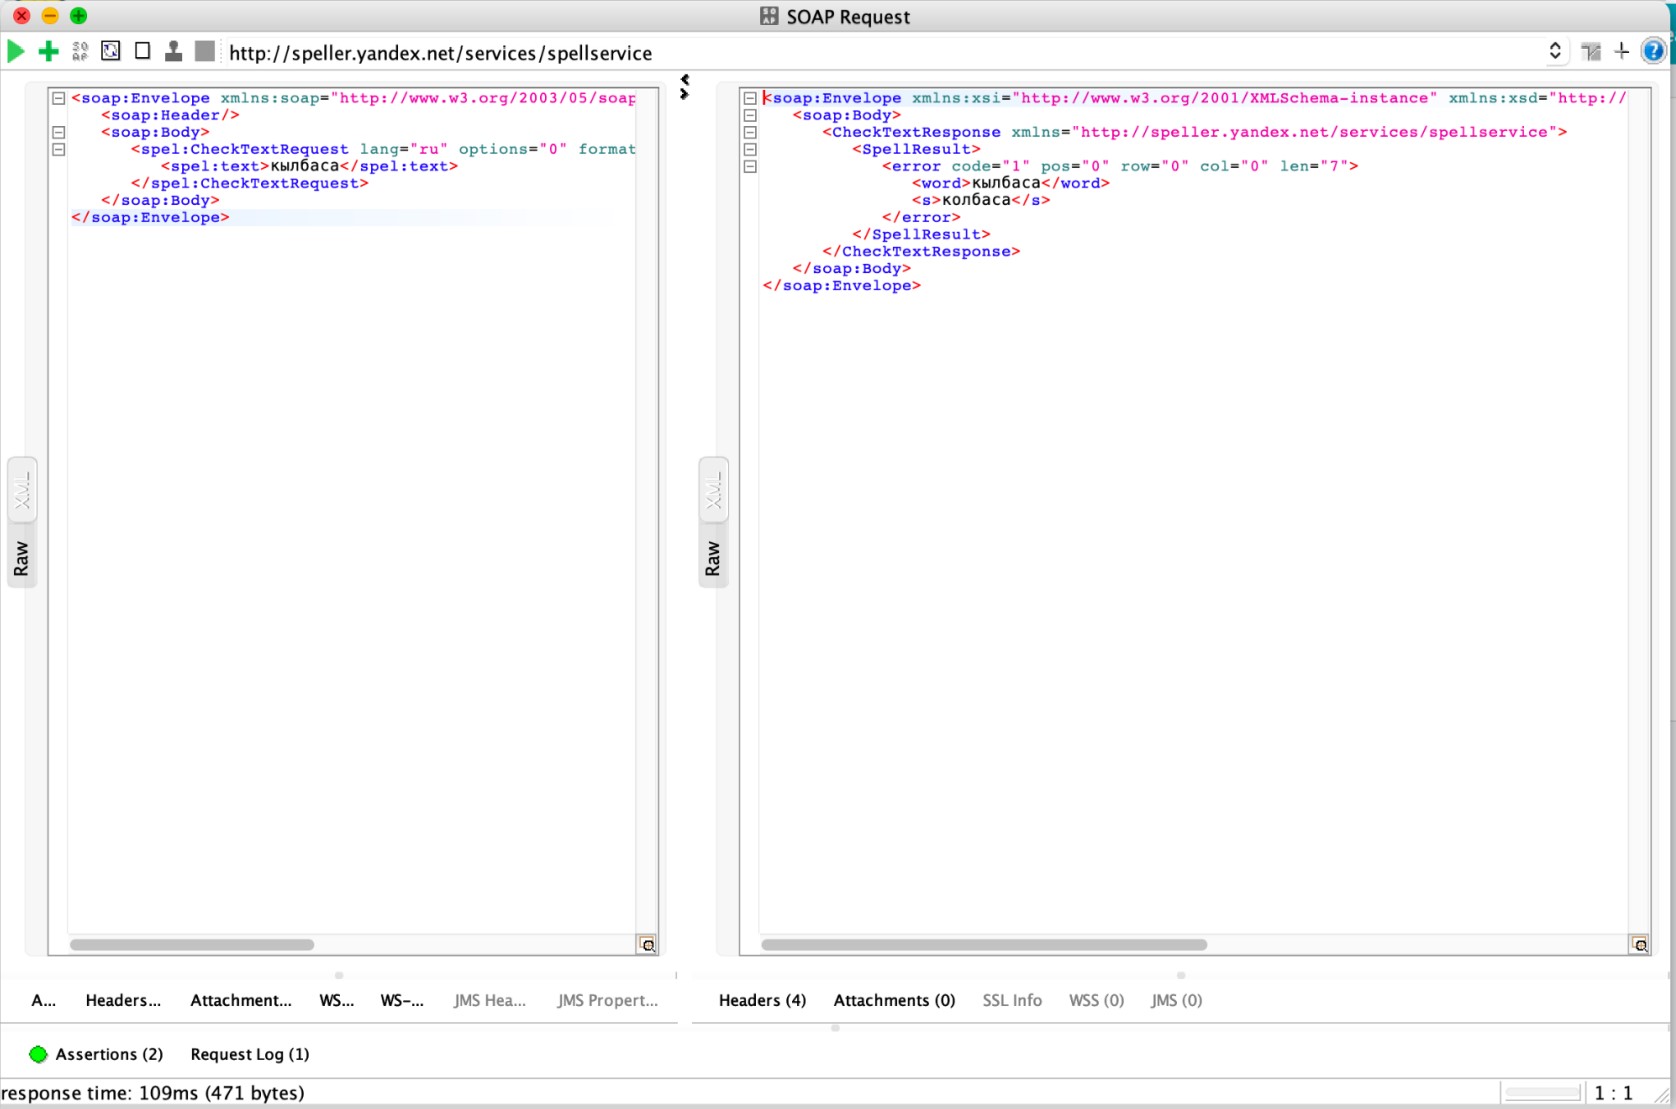 SOAP Request
http://speller.yandex.net/services/spellservice
<soap:Envelope xmlns:soap="http://www.w3.org/2003/05/soap
<soap:Header/>
<soap:Body>
<spel:CheckTextRequest lang="ru" options="0" format
<spel:text>кылбаса</spel:text>
</spel:CheckTextRequest>
</soap:Body>
</soap:Envelope>
XML
Raw
<soap:Envelope xmlns:xsi="http://www.w3.org/2001/XMLSchema-instance" xmlns:xsd="http://
<soap:Body>
<CheckTextResponse xmlns="http://speller.yandex.net/services/spellservice">
<SpellResult>
<error code="1" pos="0" row="0" col="0" len="7">
<word>кылбаса</word>
<s>колбаса</s>
</error>
</SpellResult>
</CheckTextResponse>
</soap:Body>
</soap:Envelope>
XML
Raw
A... Headers... Attachment... WS... WS-... JMS Hea... JMS Propert...
Headers (4) Attachments (0) SSL Info WSS (0) JMS (0)
Assertions (2) Request Log (1)
response time: 109ms (471 bytes)
1 : 1